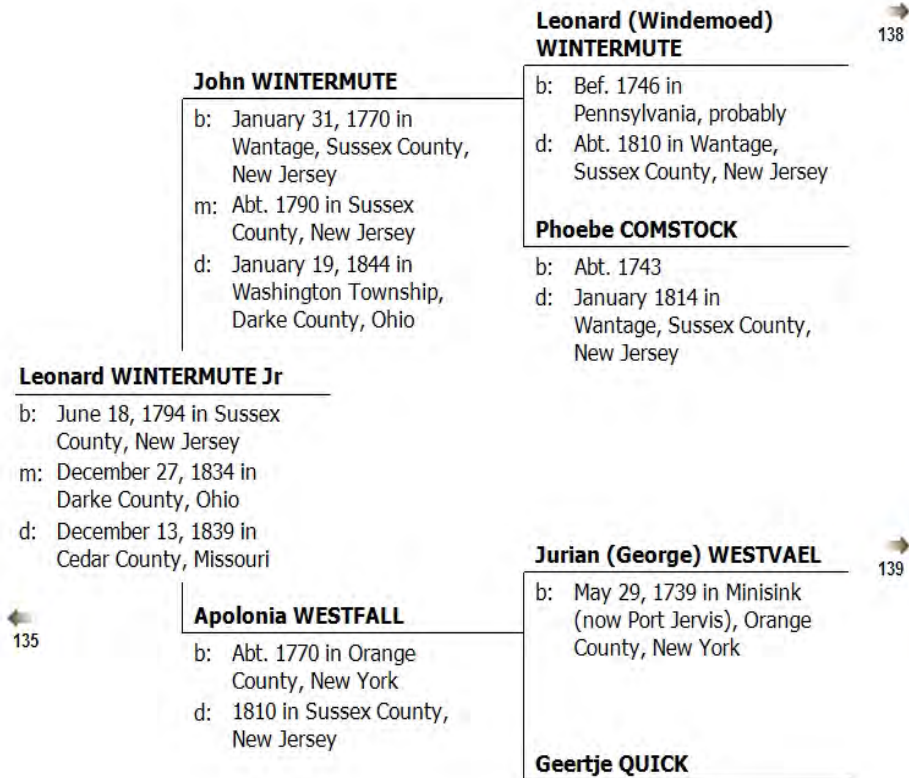 Leonard (Windemoed)
WINTERMUTE
138
b: Bef. 1746 in
Pennsylvania, probably
d: Abt. 1810 in Wantage,
Sussex County, New Jersey
John WINTERMUTE
b: January 31, 1770 in
Wantage, Sussex County,
New Jersey
m: Abt. 1790 in Sussex
County, New Jersey
d: January 19, 1844 in
Washington Township,
Darke County, Ohio
Phoebe COMSTOCK
b: Abt. 1743
d: January 1814 in
Wantage, Sussex County,
New Jersey
Leonard WINTERMUTE Jr
b: June 18, 1794 in Sussex
County, New Jersey
m: December 27, 1834 in
Darke County, Ohio
d: December 13, 1839 in
Cedar County, Missouri
135
Jurian (George) WESTVAEL
139
b: May 29, 1739 in Minisink
(now Port Jervis), Orange
County, New York
Apolonia WESTFALL
b: Abt. 1770 in Orange
County, New York
d: 1810 in Sussex County,
New Jersey
Geertje QUICK